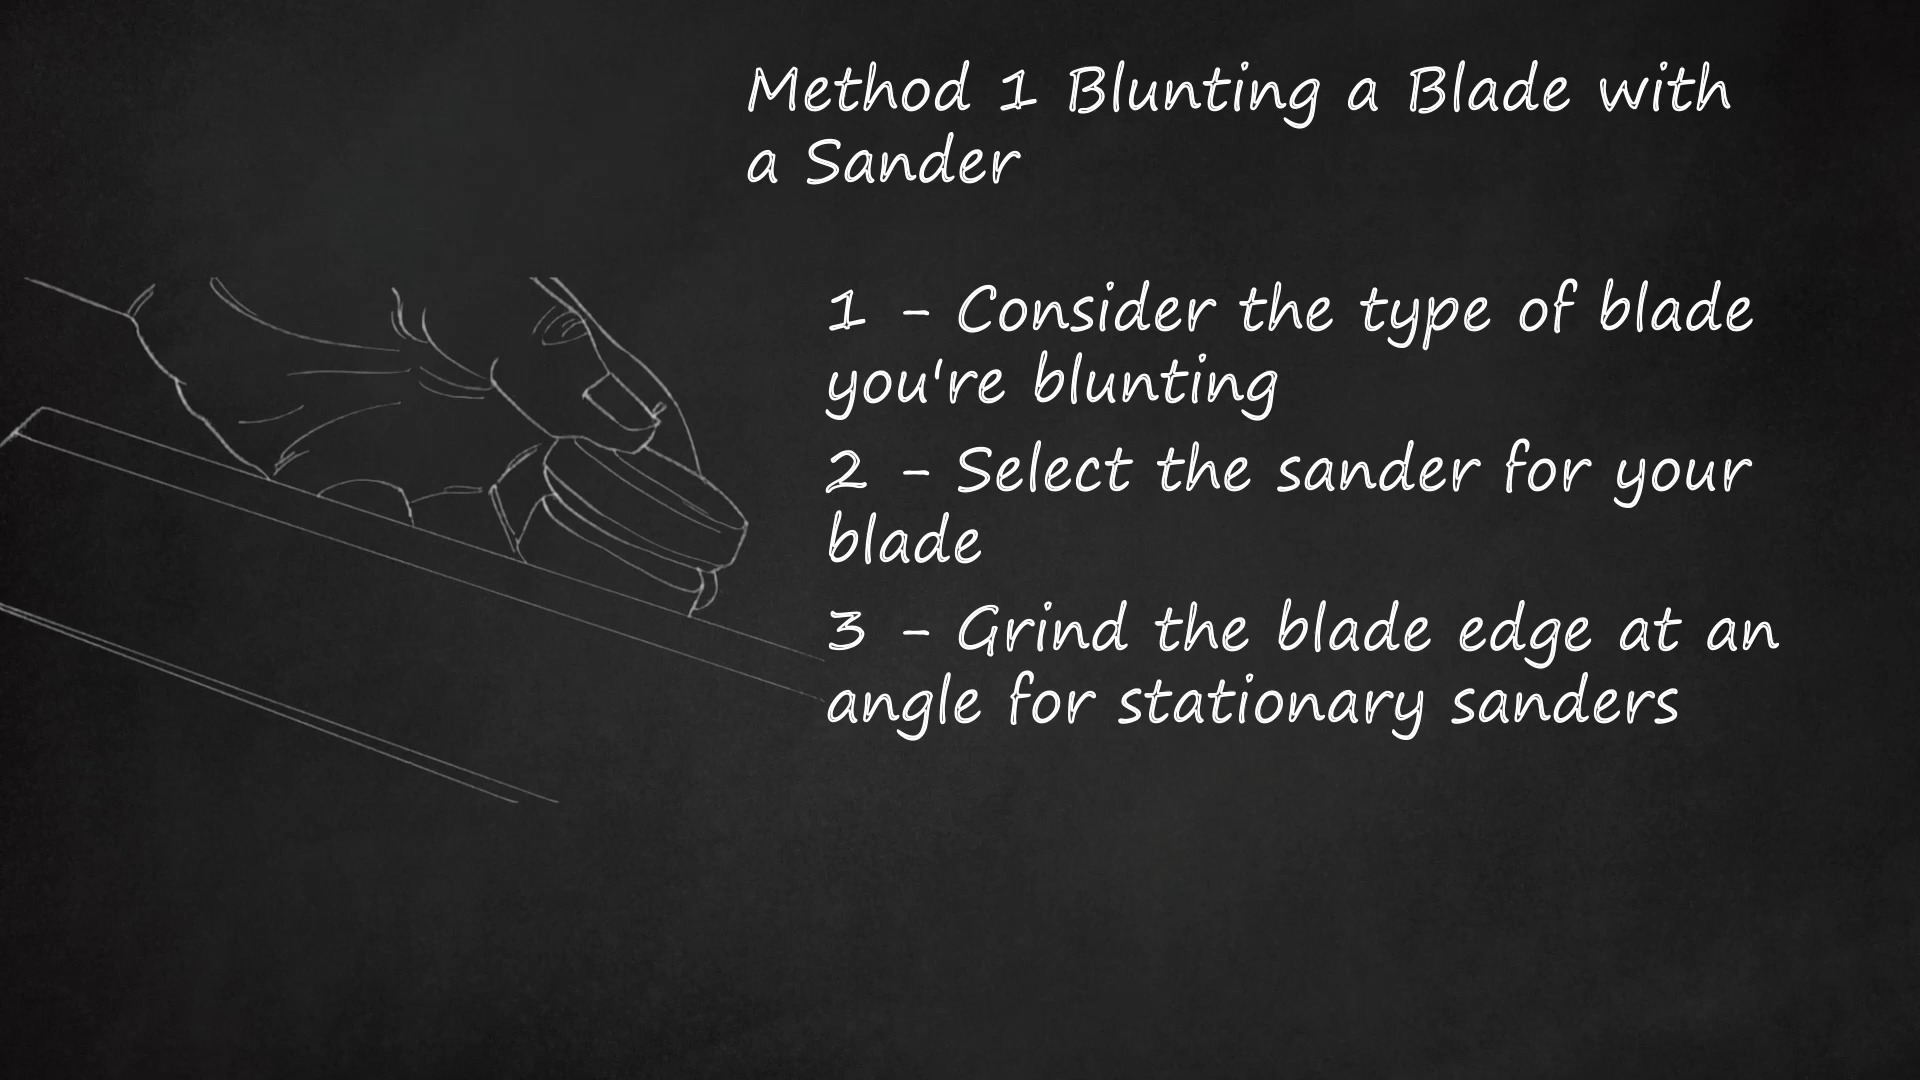 Method 1 Blunting a Blade with
a Sander
1 - Consider the type of blade
you're blunting
2 - Select the sander for your
blade
3 - Grind the blade edge at an
angle for stationary sanders